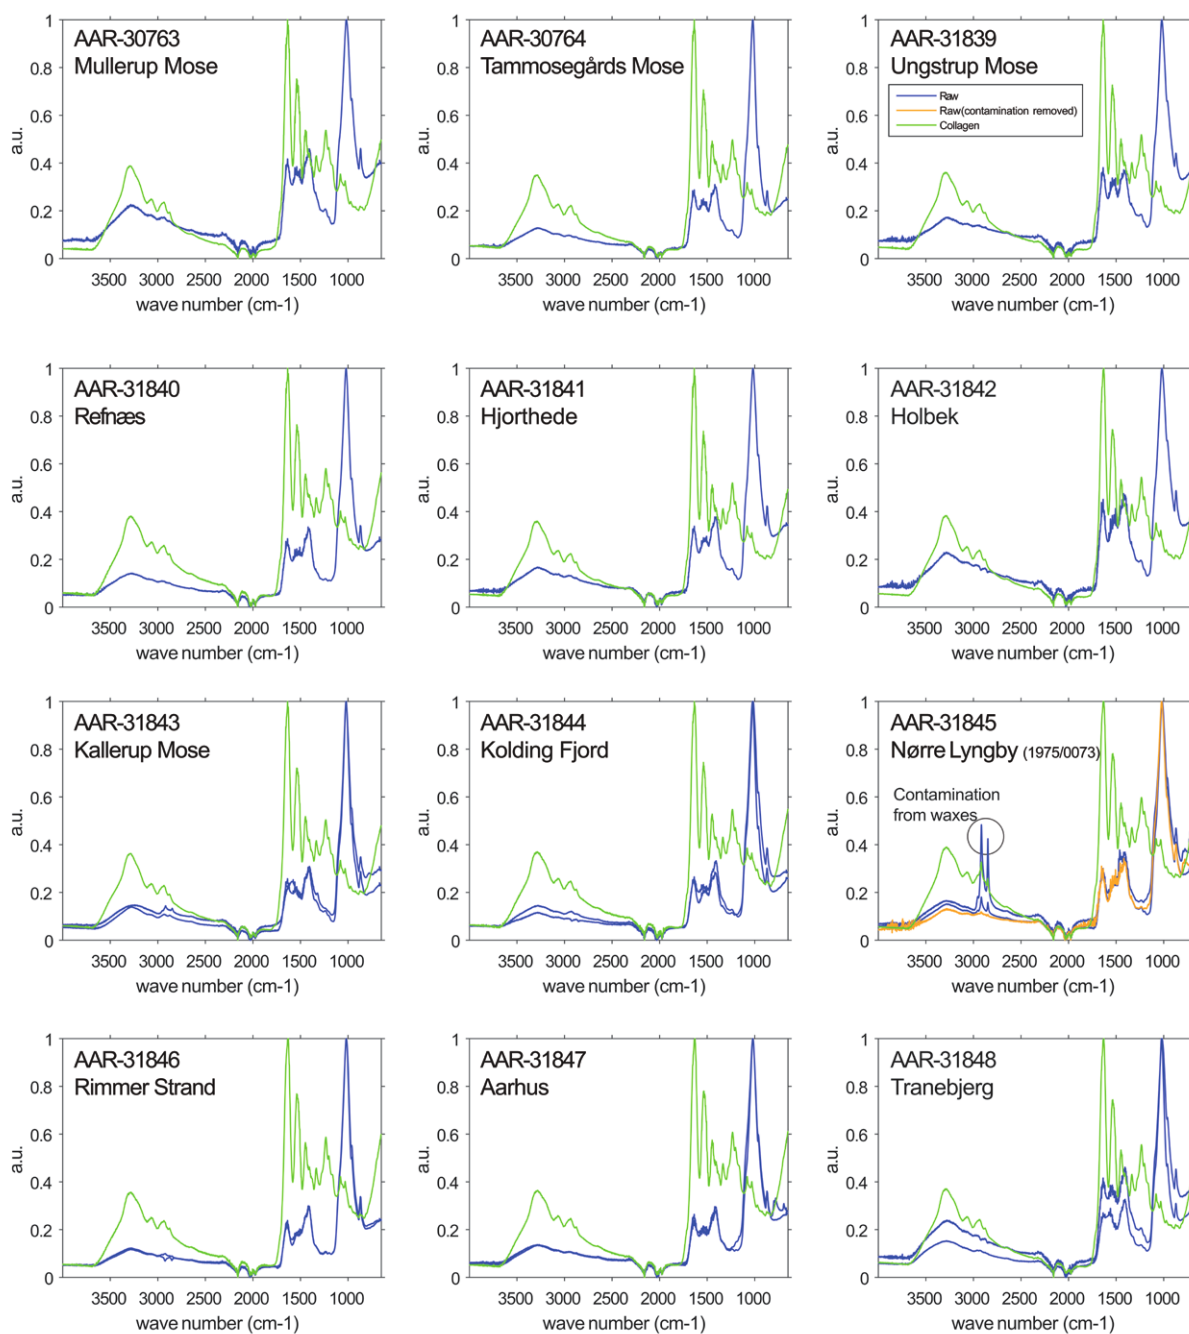 AAR-30763
Mullerup Mose
1
0.8
0.6
0.4
0.2
0
a.u.
3500 3000 2500 2000 1500 1000
wave number (cm-1)
AAR-30764
Tammosegårds Mose
1
0.8
0.6
0.4
0.2
0
a.u.
3500 3000 2500 2000 1500 1000
wave number (cm-1)
AAR-31839
Ungstrup Mose
Raw
Raw(contamination removed)
Collagen
1
0.8
0.6
0.4
0.2
0
a.u.
3500 3000 2500 2000 1500 1000
wave number (cm-1)
AAR-31840
Refnæs
1
0.8
0.6
0.4
0.2
0
a.u.
3500 3000 2500 2000 1500 1000
wave number (cm-1)
AAR-31841
Hjorthede
1
0.8
0.6
0.4
0.2
0
a.u.
3500 3000 2500 2000 1500 1000
wave number (cm-1)
AAR-31842
Holbek
1
0.8
0.6
0.4
0.2
0
a.u.
3500 3000 2500 2000 1500 1000
wave number (cm-1)
AAR-31843
Kallerup Mose
1
0.8
0.6
0.4
0.2
0
a.u.
3500 3000 2500 2000 1500 1000
wave number (cm-1)
AAR-31844
Kolding Fjord
1
0.8
0.6
0.4
0.2
0
a.u.
3500 3000 2500 2000 1500 1000
wave number (cm-1)
AAR-31845
Nørre Lyngby (1975/0073)
Contamination
from waxes
1
0.8
0.6
0.4
0.2
0
a.u.
3500 3000 2500 2000 1500 1000
wave number (cm-1)
AAR-31846
Rimmer Strand
1
0.8
0.6
0.4
0.2
0
a.u.
3500 3000 2500 2000 1500 1000
wave number (cm-1)
AAR-31847
Aarhus
1
0.8
0.6
0.4
0.2
0
a.u.
3500 3000 2500 2000 1500 1000
wave number (cm-1)
AAR-31848
Tranebjerg
1
0.8
0.6
0.4
0.2
0
a.u.
3500 3000 2500 2000 1500 1000
wave number (cm-1)